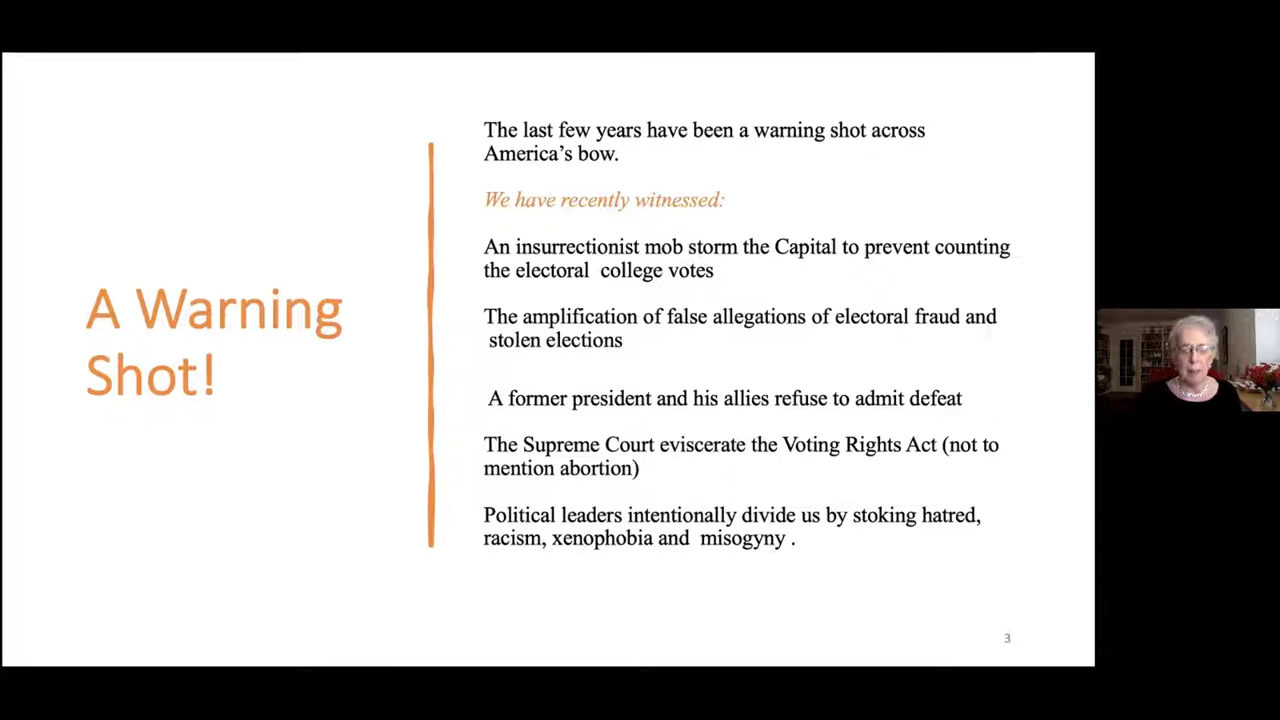 A Warning
Shot!
The last few years have been a warning shot across
America’s bow.
We have recently witnessed:
An insurrectionist mob storm the Capital to prevent counting
the electoral  college votes
The amplification of false allegations of electoral fraud and
stolen elections
A former president and his allies refuse to admit defeat
The Supreme Court eviscerate the Voting Rights Act (not to
mention abortion)
Political leaders intentionally divide us by stoking hatred,
racism, xenophobia and  misogyny .
3